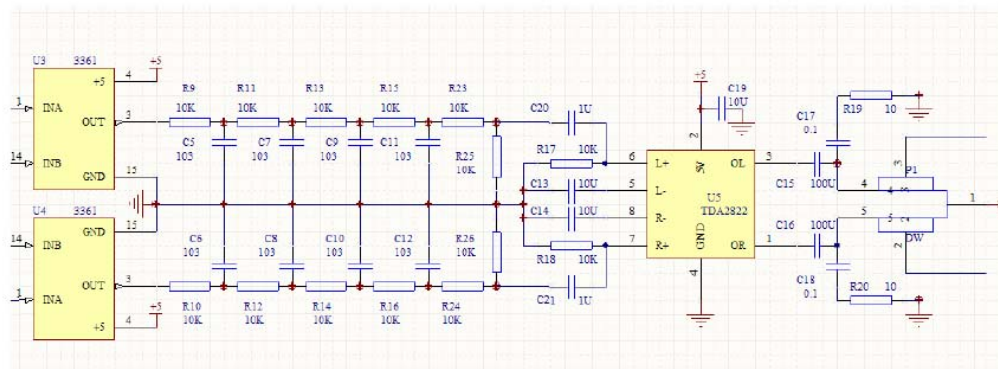 U3 3361
4 +5
+5
1 INA
OUT 3
14 INB
GND 15
R9 R11 R13 R15 R23
10K 10K 10K 10K 10K
C5 C7 C9 C11
103 103 103 103
R25
10K
C20 1U
R17 10K
C13 10U
C14 10U
R18 10K
C21 1U
U4 3361
15
GND
14 INB
OUT 3
1 INA
+5
+5 4
C6 C8 C10 C12
103 103 103 103
R26
10K
R10 R12 R14 R16 R24
10K 10K 10K 10K 10K
+5
C19
10U
2
5V
6 L+
5 L-
8 R-
7 R+
OL 3
U5
TDA2822
GND
OR 1
4
C17
0.1
R19 10
C15 100U
C16 100U
C18
0.1
R20 10
3
P1
4 4 3
5 5 2
1
DW
2